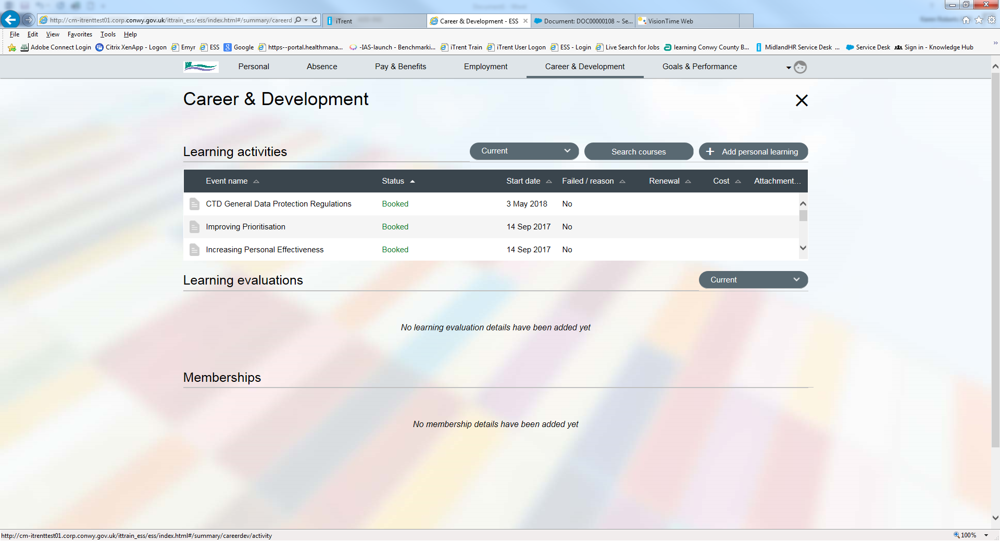 http://cm-itrenttest01.corp.conwy.gov.uk/ittrain_ess/ess/index.html#/summary/careerd
iTrent
Career & Development - ESS
Document: DOC00000108 ~ Se...
VisionTime Web
File Edit View Favorites Tools Help
Adobe Connect Login Citrix XenApp - Logon Emyr ESS Google https--portal.healthmana... -IAS-launch - Benchmarki... iTrent Train iTrent User Logon ESS - Login Live Search for Jobs learning Conwy County B... MidlandHR Service Desk ... Service Desk Sign in - Knowledge Hub
Personal Absence Pay & Benefits Employment Career & Development Goals & Performance
Career & Development
Learning activities
Current
Search courses
Add personal learning
Event name Status Start date Failed / reason Renewal Cost Attachment...
CTD General Data Protection Regulations Booked 3 May 2018 No
Improving Prioritisation Booked 14 Sep 2017 No
Increasing Personal Effectiveness Booked 14 Sep 2017 No
Learning evaluations
Current
No learning evaluation details have been added yet
Memberships
No membership details have been added yet
http://cm-itrenttest01.corp.conwy.gov.uk/ittrain_ess/ess/index.html#/summary/careerdev/activity
100%